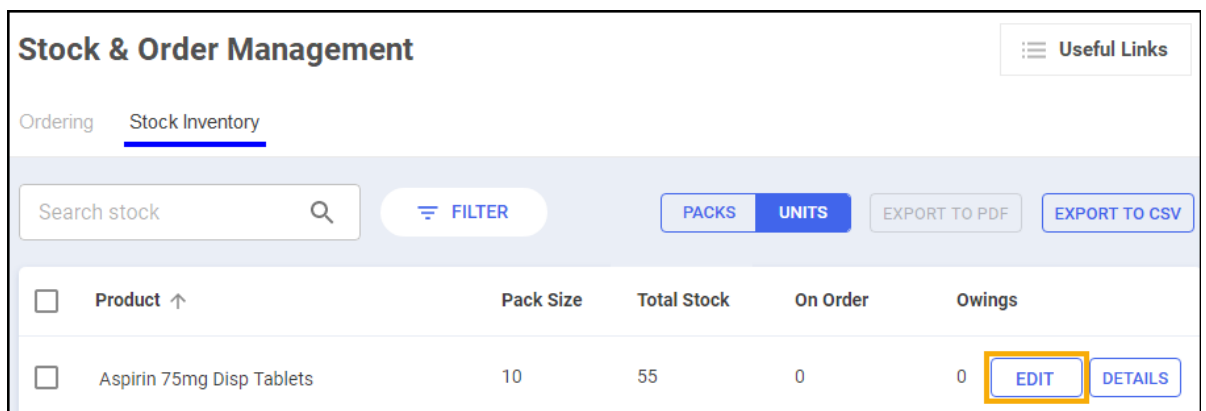 Stock & Order Management
Useful Links
Ordering Stock Inventory
Search stock FILTER PACKS UNITS EXPORT TO PDF EXPORT TO CSV
Product Pack Size Total Stock On Order Owings
Aspirin 75mg Disp Tablets 10 55 0 0 EDIT DETAILS